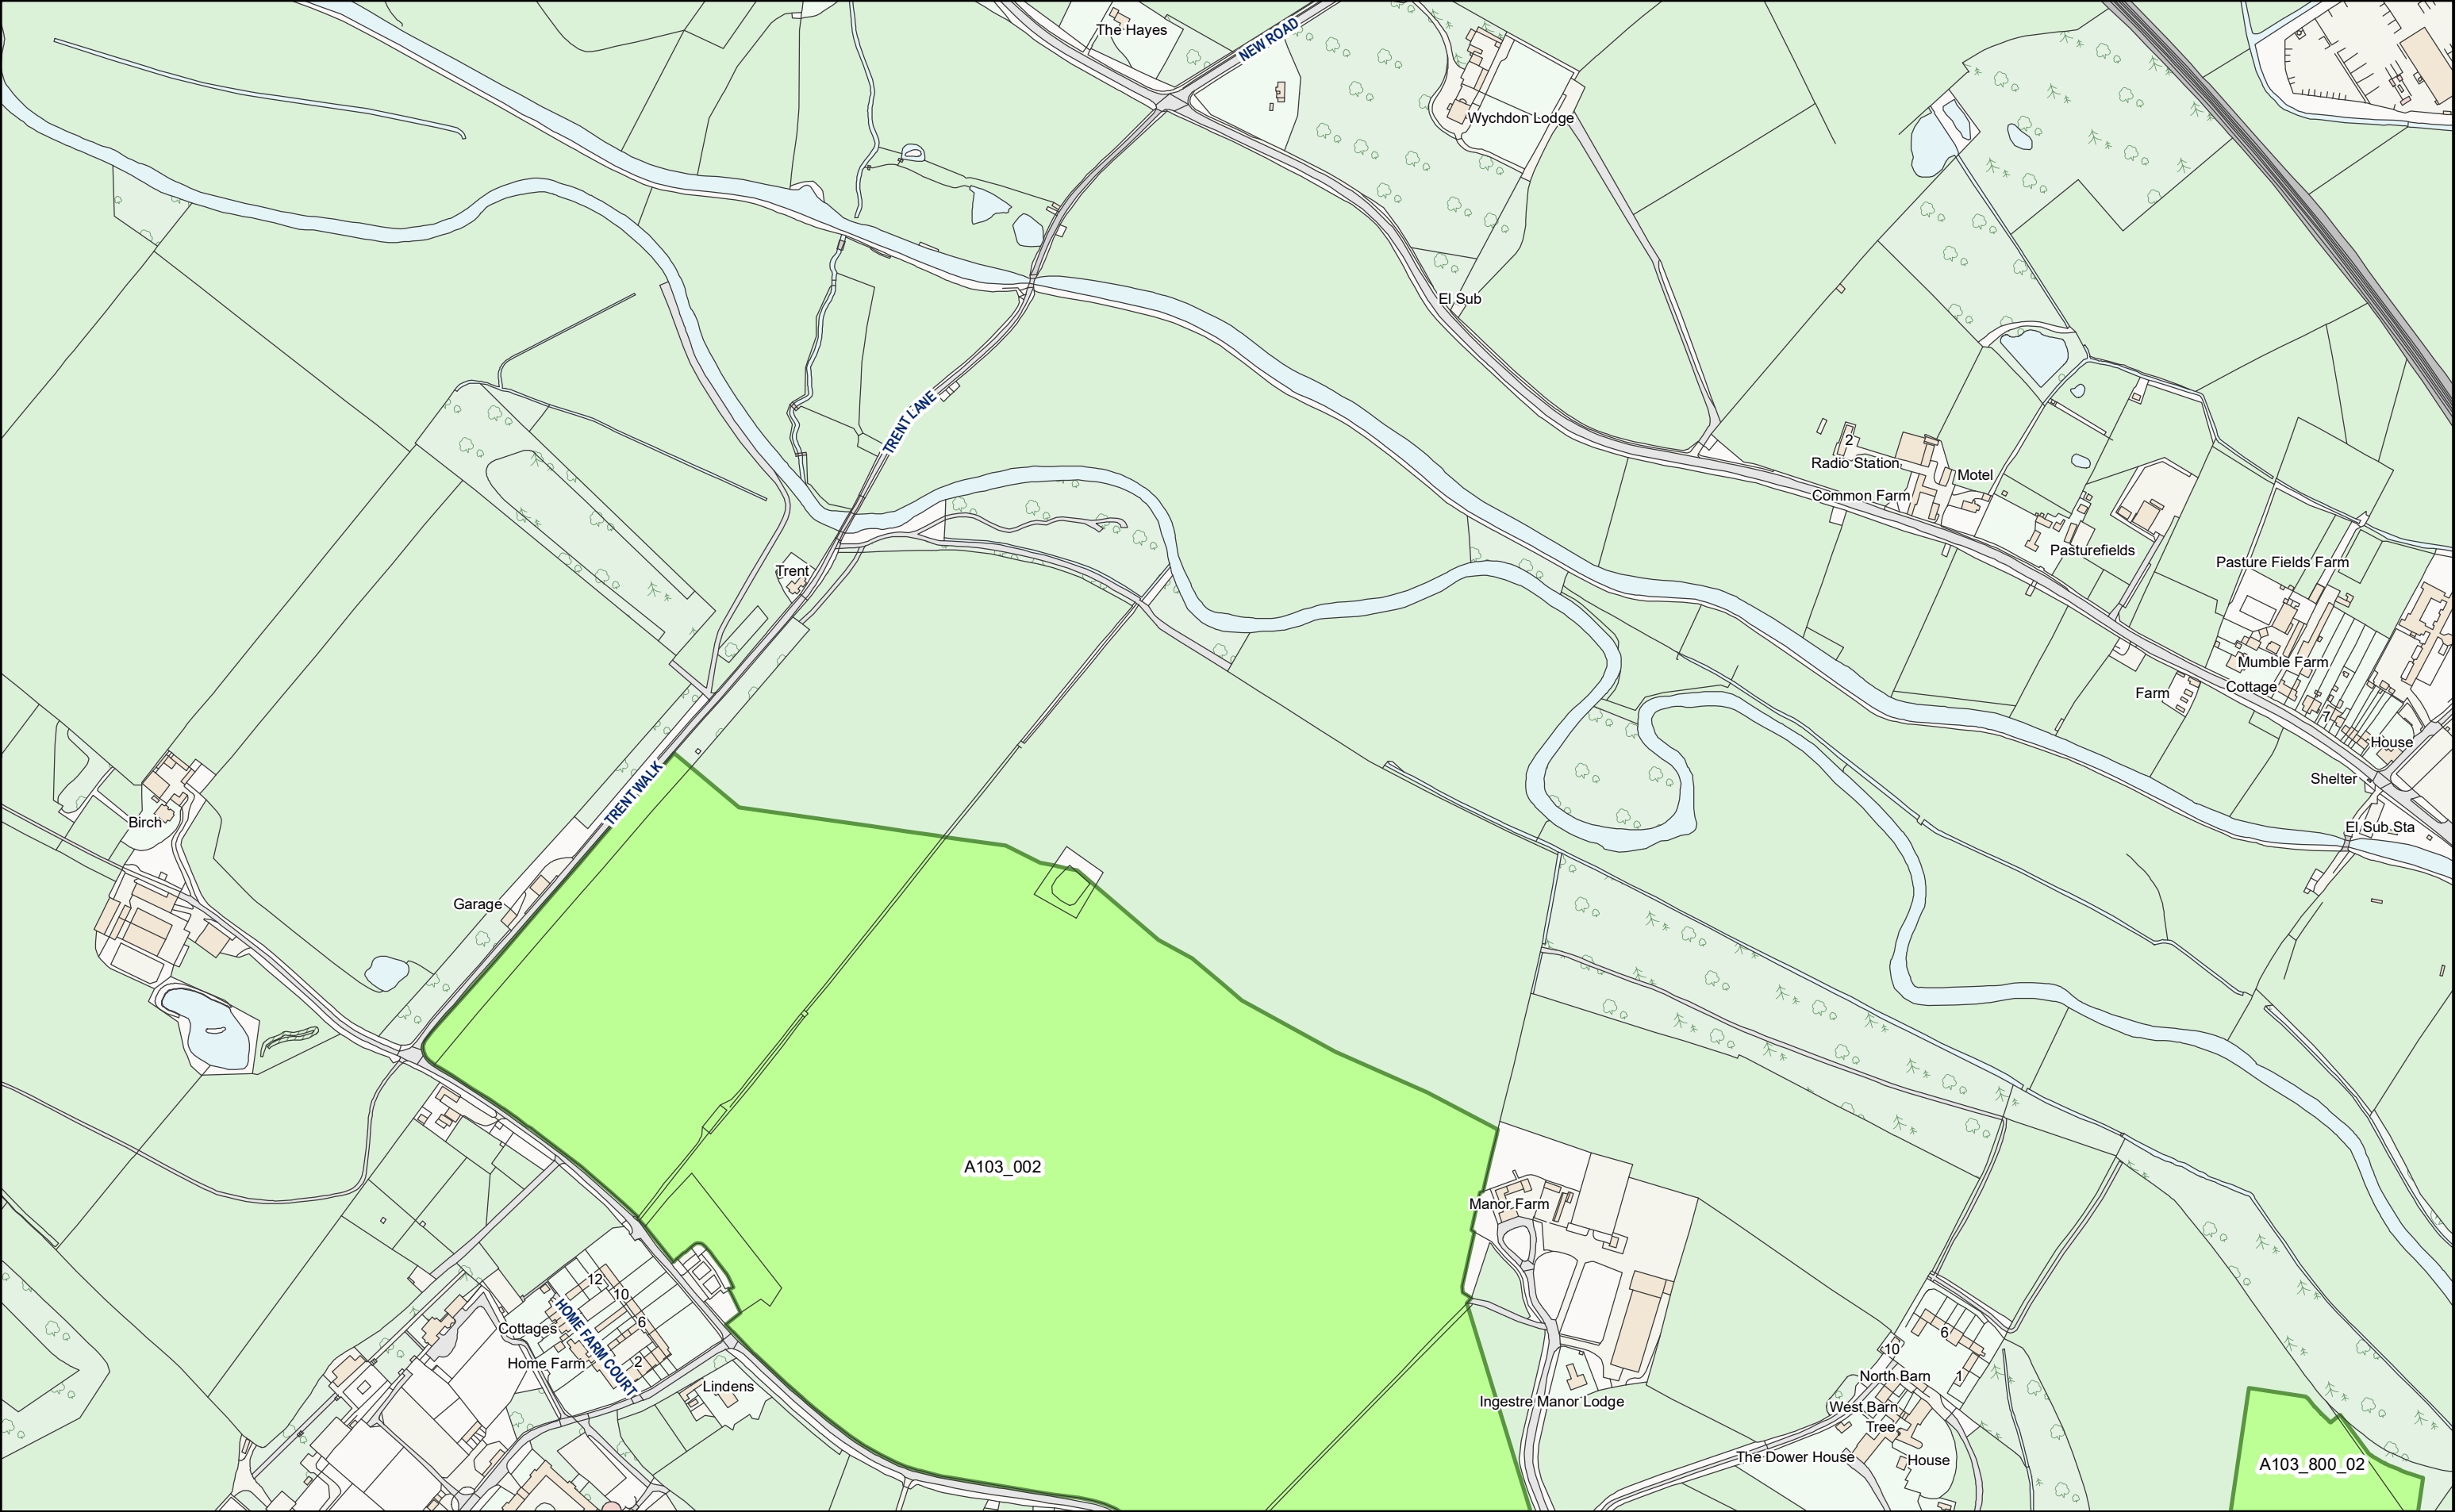 The Hayes
NEW ROAD
Wychdon Lodge
El Sub
TRENT LANE
2
Radio Station
Motel
Common Farm
Pasturefields
Pasture Fields Farm
Trent
Mumble Farm
Cottage
Farm
7
House
Shelter
El Sub Sta
TRENT WALK
Birch
Garage
A103_002
Manor Farm
12
10
6
2
HOME FARM COURT
Cottages
Home Farm
Lindens
Ingestre Manor Lodge
6
10
1
North Barn
West Barn
Tree
The Dower House
House
A103_800_02